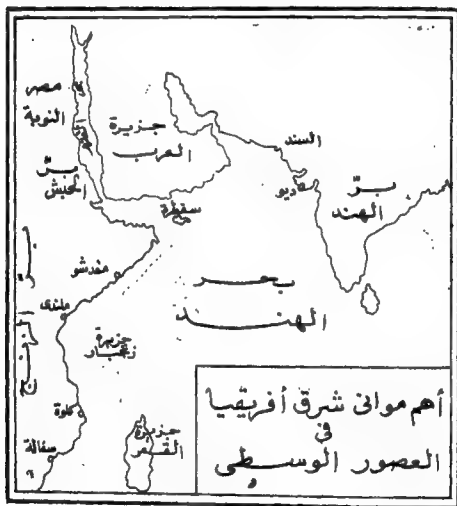 مصر
النوبة
جزيرة
العرب
السند
ديو
برّ
الهند
برّ
الحبش
سقطرة
مقدشو
ملندى
بحر
الهند
جزيرة
زنجبار
كلوة
سفالة
جزيرة
القمر
أهم موانى شرق أفريقيا
فى
العصور الوسطى